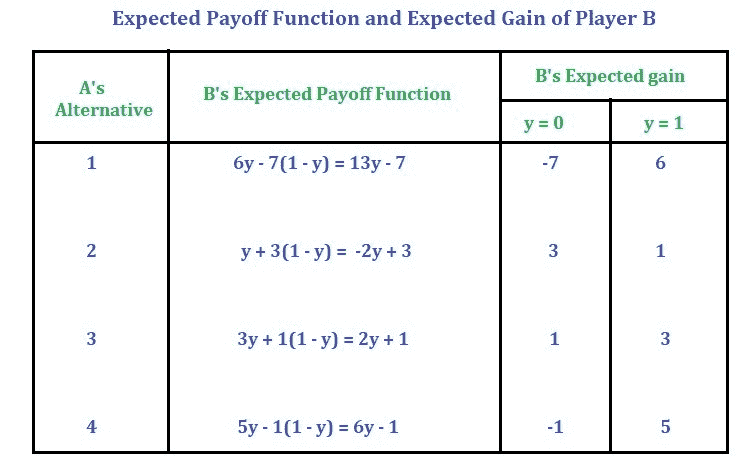 Expected Payoff Function and Expected Gain of Player B
A's
Alternative
B's Expected Payoff Function
B's Expected gain
y = 0
y = 1
1
6y - 7(1 - y) = 13y - 7
-7
6
2
y + 3(1 - y) = -2y + 3
3
1
3
3y + 1(1 - y) = 2y + 1
1
3
4
5y - 1(1 - y) = 6y - 1
-1
5